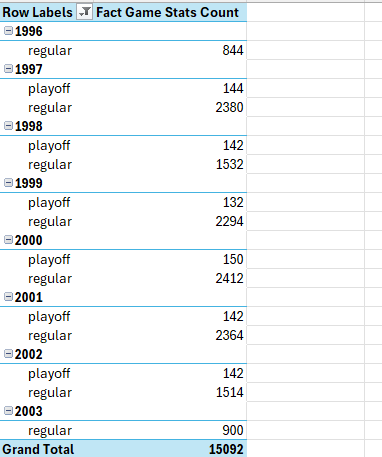 Row Labels Fact Game Stats Count
1996
regular 844
1997
playoff 144
regular 2380
1998
playoff 142
regular 1532
1999
playoff 132
regular 2294
2000
playoff 150
regular 2412
2001
playoff 142
regular 2364
2002
playoff 142
regular 1514
2003
regular 900
Grand Total 15092